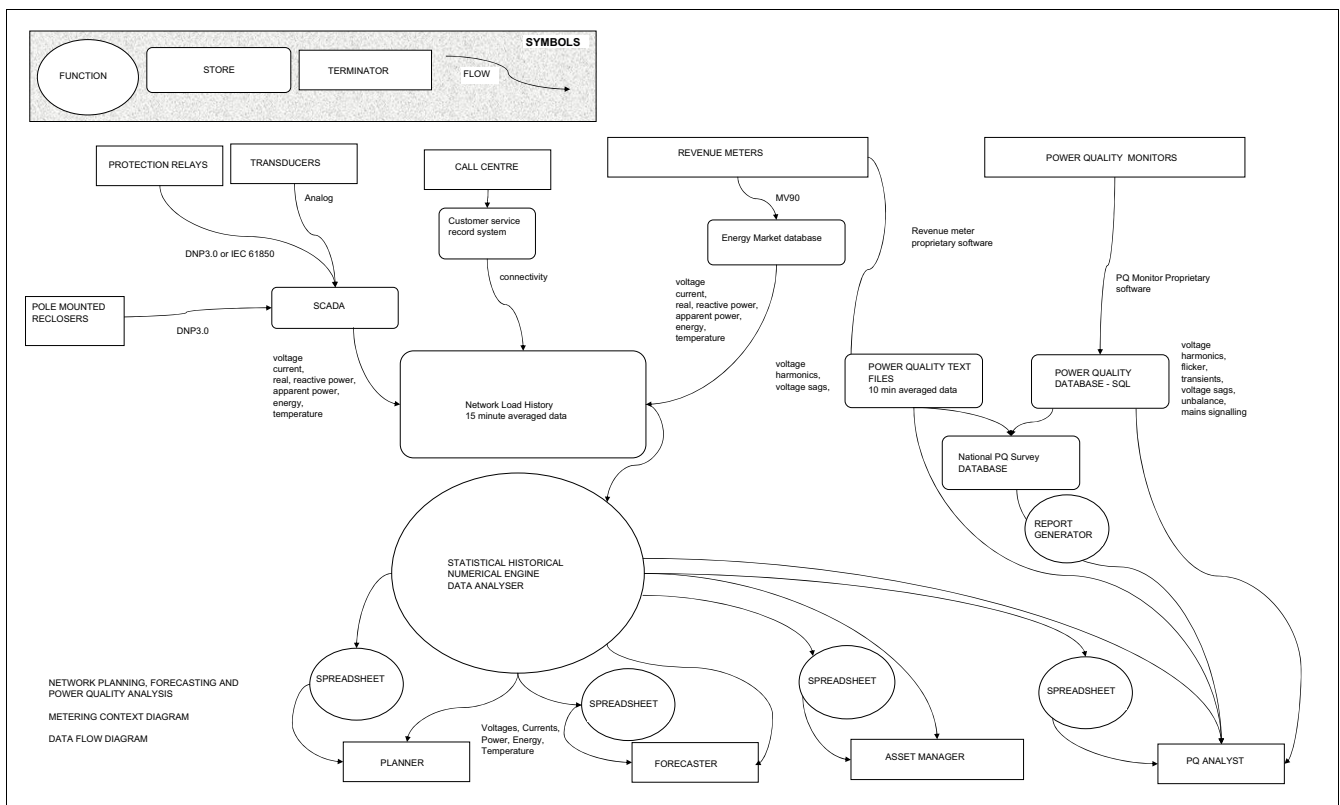 SYMBOLS
FUNCTION
STORE
TERMINATOR
FLOW
PROTECTION RELAYS
TRANSDUCERS
CALL CENTRE
REVENUE METERS
POWER QUALITY MONITORS
Analog
MV90
Customer service
record system
Energy Market database
Revenue meter
proprietary software
DNP3.0 or IEC 61850
connectivity
PQ Monitor Proprietary
software
POLE MOUNTED
RECLOSERS
DNP3.0
SCADA
voltage
current,
real, reactive power,
apparent power,
energy,
temperature
voltage
current,
real, reactive power,
apparent power,
energy,
temperature
Network Load History
15 minute averaged data
voltage
harmonics,
voltage sags,
POWER QUALITY TEXT
FILES
10 min averaged data
POWER QUALITY
DATABASE - SQL
voltage
harmonics,
flicker,
transients,
voltage sags,
unbalance,
mains signalling
National PQ Survey
DATABASE
REPORT
GENERATOR
STATISTICAL HISTORICAL
NUMERICAL ENGINE
DATA ANALYSER
SPREADSHEET
SPREADSHEET
SPREADSHEET
SPREADSHEET
NETWORK PLANNING, FORECASTING AND
POWER QUALITY ANALYSIS
METERING CONTEXT DIAGRAM
DATA FLOW DIAGRAM
Voltages, Currents,
Power, Energy,
Temperature
PLANNER
FORECASTER
ASSET MANAGER
PQ ANALYST